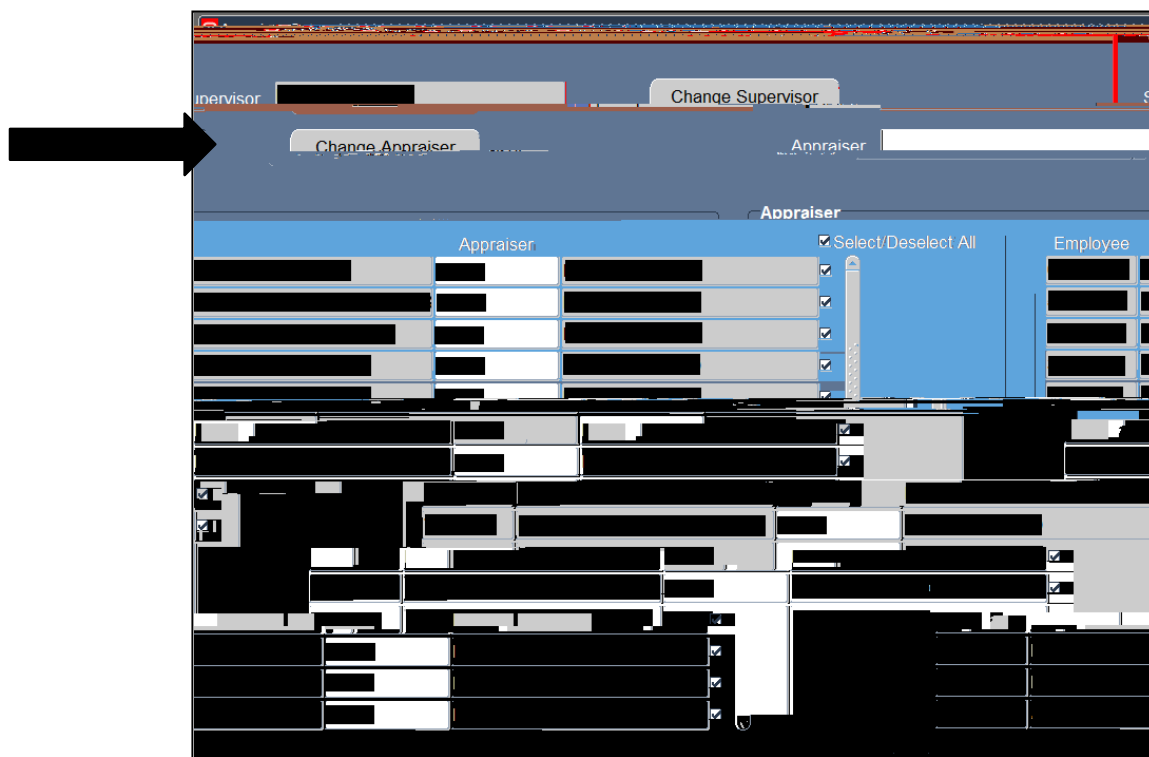 upervisor Change Supervisor S
Change Appraiser Appraiser
Appraiser
Appraiser Select/Deselect All Employee